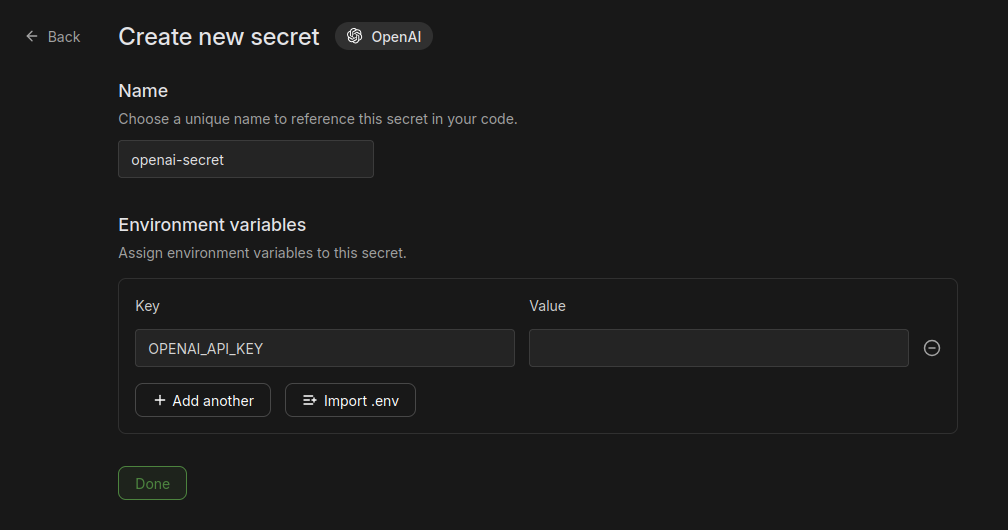 Back
Create new secret
OpenAI
Name
Choose a unique name to reference this secret in your code.
openai-secret
Environment variables
Assign environment variables to this secret.
Key Value
OPENAI_API_KEY
Add another Import .env
Done